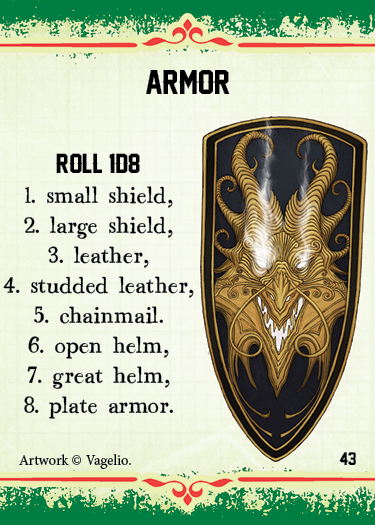 ARMOR
ROLL 1D8
1. small shield,
2. large shield,
3. leather,
4. studded leather,
5. chainmail.
6. open helm,
7. great helm,
8. plate armor.
Artwork © Vagelio.
43